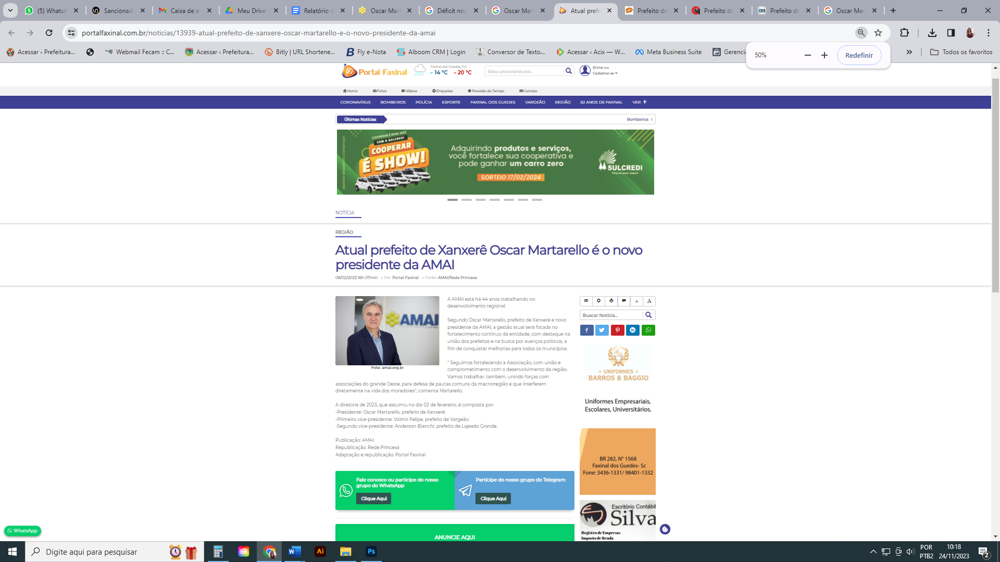 (5) WhatsA
Sancionad
Caixa de e
Meu Drive
Relatório d
Oscar Mart
Déficit nos
Oscar Mart
Atual prefe
Prefeito de
Prefeito de
Prefeito de
Oscar Mar
portalfaxinal.com.br/noticias/13939-atual-prefeito-de-xanxere-oscar-martarello-e-o-novo-presidente-da-amai
Acessar ‹ Prefeitura...
Webmail Fecam :: C...
Acessar ‹ Prefeitura...
Bitly | URL Shortene...
Fly e-Nota
Alboom CRM | Login
Conversor de Texto...
Acessar ‹ Acix — W...
Meta Business Suite
Gerenci
Todos os favoritos
50%
Redefinir
Portal Faxinal
Faxinal dos Guedes / SC
14 °C 20 °C
Estou procurando por...
Entrar ou
Cadastrar-se
Home Fotos Vídeos Enquetes Previsão do Tempo Contato
CORONAVÍRUS BOMBEIROS POLÍCIA ESPORTE FAXINAL DOS GUEDES VARGEÃO REGIÃO 62 ANOS DE FAXINAL VER +
Últimas Notícias
Bombeiros
IMAGENS MERAMENTE ILUSTRATIVAS
COOPERAR É BOM, MAS
COM A SULCREDI
COOPERAR
É SHOW!
Adquirindo produtos e serviços,
você fortalece sua cooperativa e
pode ganhar um carro zero
SORTEIO 17/02/2024
SULCREDI
Força de quem coopera
NOTÍCIA
REGIÃO
Atual prefeito de Xanxerê Oscar Martarello é o novo
presidente da AMAI
06/02/2023 16h 07min • Por: Portal Faxinal • Fonte: AMAI/Rede Princesa
AMAI
Foto: amai.org.br
A AMAI está há 44 anos trabalhando no
desenvolvimento regional.
Segundo Oscar Martarello, prefeito de Xanxerê e novo
presidente da AMAI, a gestão atual será focada no
fortalecimento contínuo da entidade, com destaque na
união dos prefeitos e na busca por avanços políticos, a
fim de conquistar melhorias para todos os municípios.
" Seguimos fortalecendo a Associação, com união e
comprometimento com o desenvolvimento da região.
Vamos trabalhar, também, unindo forças com
associações do grande Oeste, para defesa de pautas comuns da macrorregião e que interferem
diretamente na vida dos moradores", comenta Martarello.
A diretoria de 2023, que assumiu no dia 02 de fevereiro, é composta por:
-Presidente: Oscar Martarello, prefeito de Xanxerê;
-Primeiro vice-presidente: Volmir Felipe, prefeito de Vargeão;
-Segundo vice-presidente: Anderson Bianchi, prefeito de Lajeado Grande.
Publicação: AMAI
Republicação: Rede Princesa
Adaptação e republicação: Portal Faxinal
A A
Buscar Notícia...
UNIFORMES
BARROS & BAGGIO
Uniformes Empresariais,
Escolares, Universitários.
BR 282, N° 1568
Faxinal dos Guedes- Sc
Fone: 3436-1331/ 98401-1332
Escritório Contábil
Silva
Registro de Empresas
Imposto de Renda
Fale conosco ou participe do nosso
grupo do WhatsApp
Clique Aqui
Participe do nosso grupo do Telegram
Clique Aqui
ANUNCIE AQUI
WhatsApp
Digite aqui para pesquisar
W
Ai
Ps
POR
PTB2
10:18
24/11/2023
2